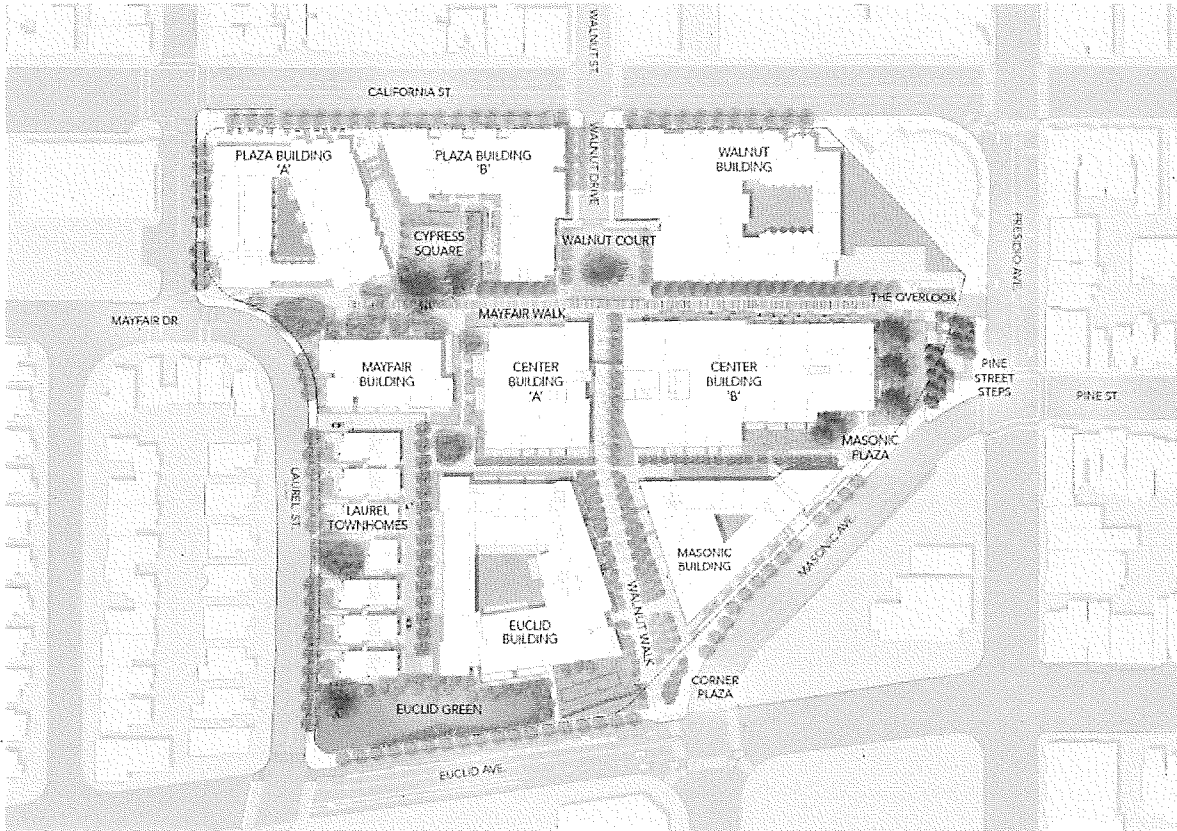 WALNUT ST.
CALIFORNIA ST.
WALNUT DRIVE
PLAZA BUILDING
'A'
PLAZA BUILDING
'B'
WALNUT
BUILDING
CYPRESS
SQUARE
WALNUT COURT
PRESIDIO AVE.
THE OVERLOOK
MAYFAIR DR.
MAYFAIR WALK
MAYFAIR
BUILDING
CENTER
BUILDING
'A'
CENTER
BUILDING
'B'
PINE
STREET
STEPS
PINE ST.
MASONIC
PLAZA
LAUREL ST.
LAUREL
TOWNHOMES
MASONIC
BUILDING
MASONIC AVE.
WALNUT WALK
EUCLID
BUILDING
CORNER
PLAZA
EUCLID GREEN
EUCLID AVE.